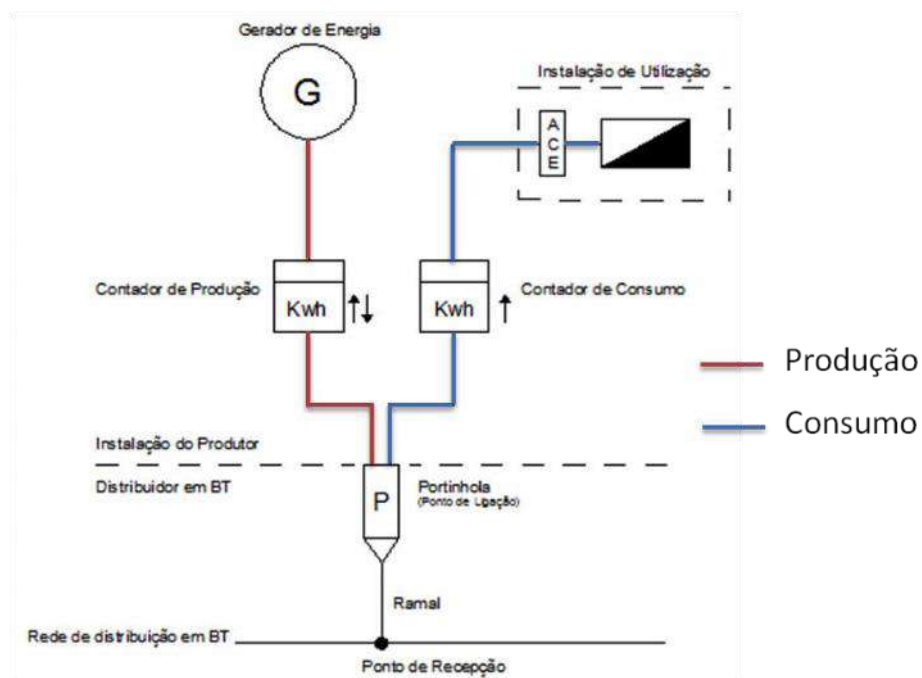 Gerador de Energia
G
Instalação de Utilização
A
C
E
Contador de Produção
Kwh
Kwh
Contador de Consumo
Produção
Consumo
Instalação do Produtor
Distribuidor em BT
P
Portinhola
(Ponto de Ligação)
Ramal
Rede de distribuição em BT
Ponto de Recepção